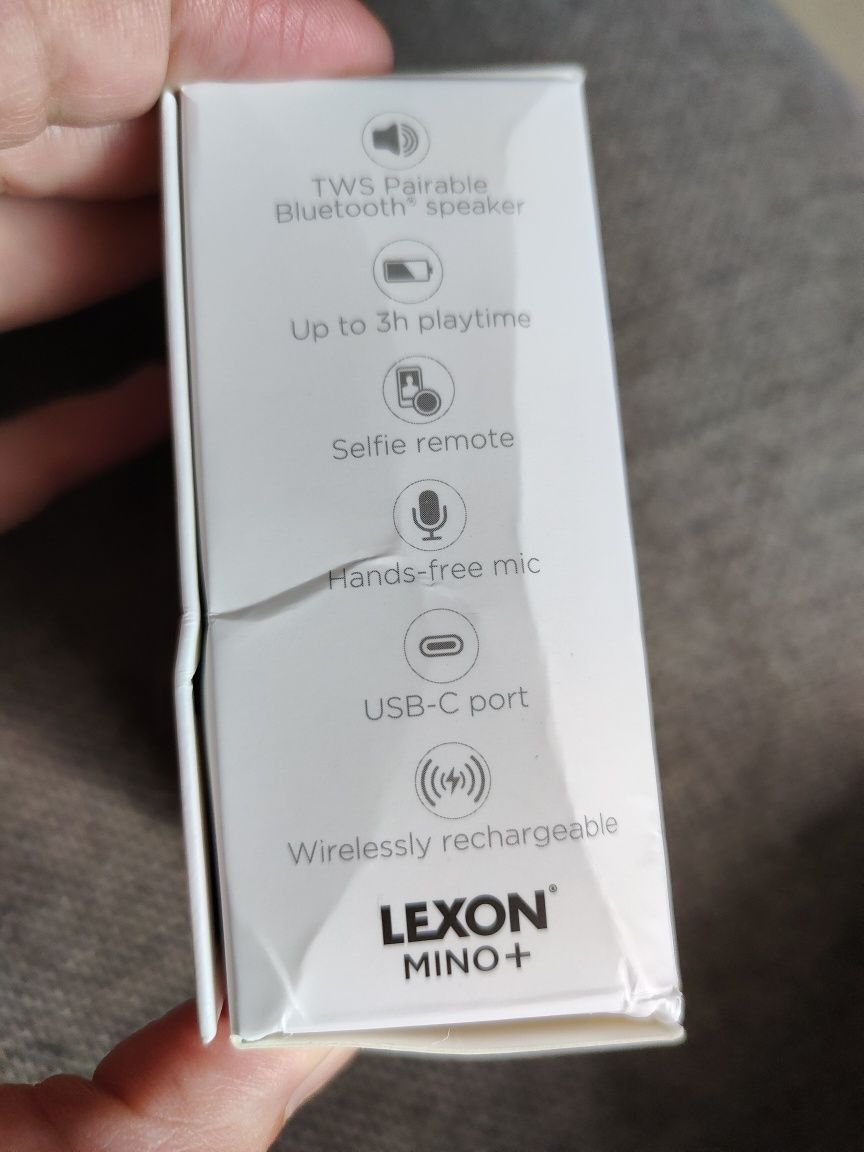 TWS Pairable
Bluetooth® speaker
Up to 3h playtime
Selfie remote
Hands-free mic
USB-C port
Wirelessly rechargeable
LEXON®
MINO+